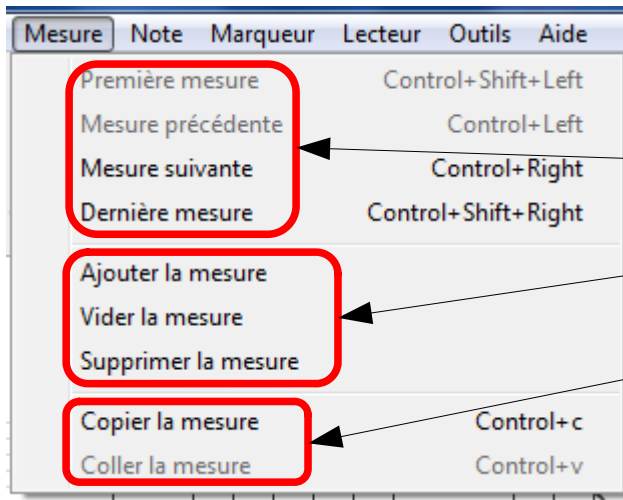 Mesure Note Marqueur Lecteur Outils Aide
Première mesure Control+Shift+Left
Mesure précédente Control+Left
Mesure suivante Control+Right
Dernière mesure Control+Shift+Right
Ajouter la mesure
Vider la mesure
Supprimer la mesure
Copier la mesure Control+c
Coller la mesure Control+v